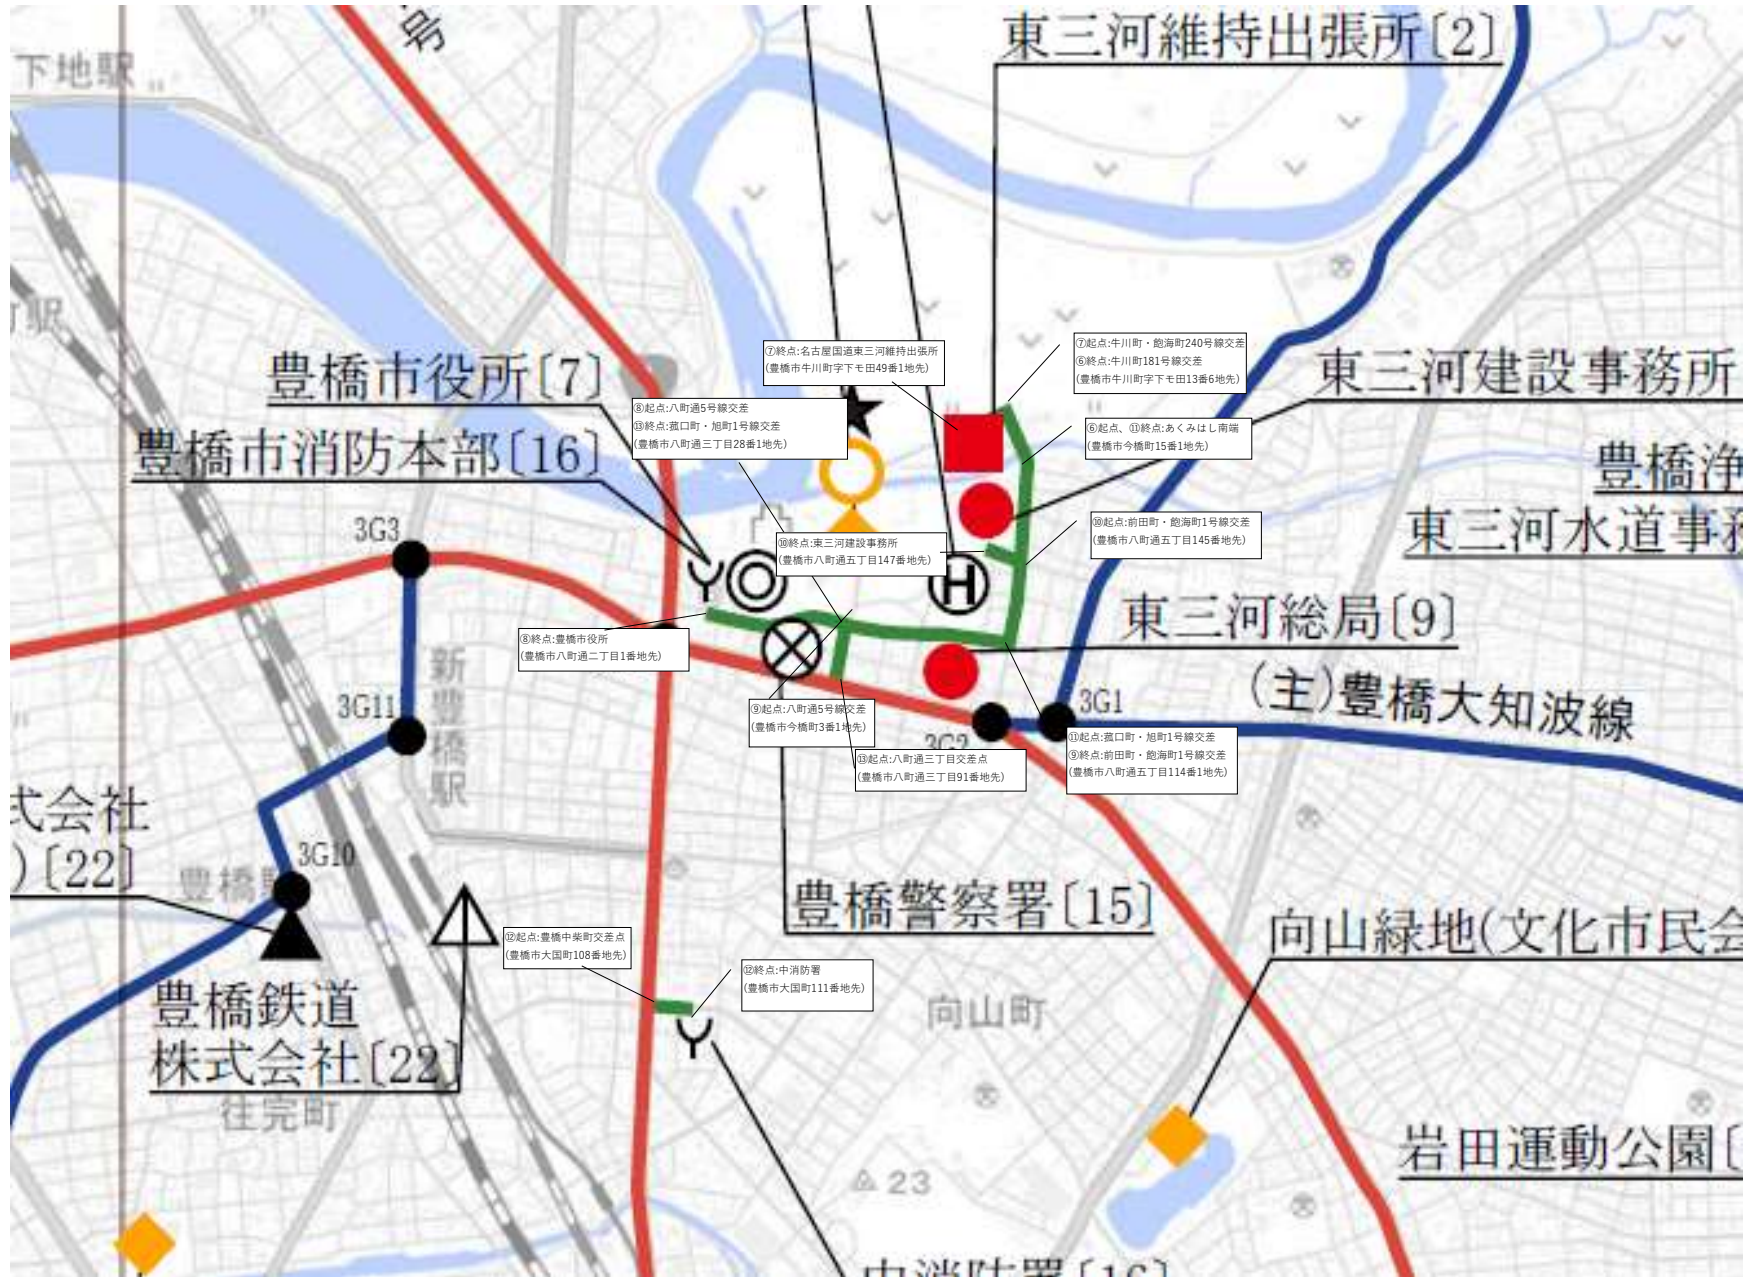 東三河維持出張所〔2〕
号
下地駅
町駅
⑦終点:名古屋国道東三河維持出張所
(豊橋市牛川町字下モ田49番1地先)
⑦起点:牛川町・飽海町240号線交差
⑥終点:牛川町181号線交差
(豊橋市牛川町字下モ田13番6地先)
豊橋市役所〔7〕
東三河建設事務所
⑧起点:八町通5号線交差
⑬終点:菰口町・旭町1号線交差
(豊橋市八町通三丁目28番1地先)
⑥起点、⑪終点:あくみはし南端
(豊橋市今橋町15番1地先)
豊橋市消防本部〔16〕
豊橋浄
東三河水道事務
3G3
⑩起点:前田町・飽海町1号線交差
(豊橋市八町通五丁目145番地先)
⑩終点:東三河建設事務所
(豊橋市八町通五丁目147番地先)
H
東三河総局〔9〕
⑧終点:豊橋市役所
(豊橋市八町通二丁目1番地先)
新豊橋駅
(主)豊橋大知波線
3G11
3G1
3G2
⑨起点:八町通5号線交差
(豊橋市今橋町3番1地先)
⑪起点:菰口町・旭町1号線交差
⑨終点:前田町・飽海町1号線交差
(豊橋市八町通五丁目114番1地先)
⑬起点:八町通三丁目交差点
(豊橋市八町通三丁目91番地先)
式会社
)〔22〕
3G10
豊橋駅
豊橋警察署〔15〕
向山緑地(文化市民会
⑫起点:豊橋中柴町交差点
(豊橋市大国町108番地先)
⑫終点:中消防署
(豊橋市大国町111番地先)
豊橋鉄道
株式会社〔22〕
向山町
往完町
岩田運動公園〔
23
中消防署〔16〕